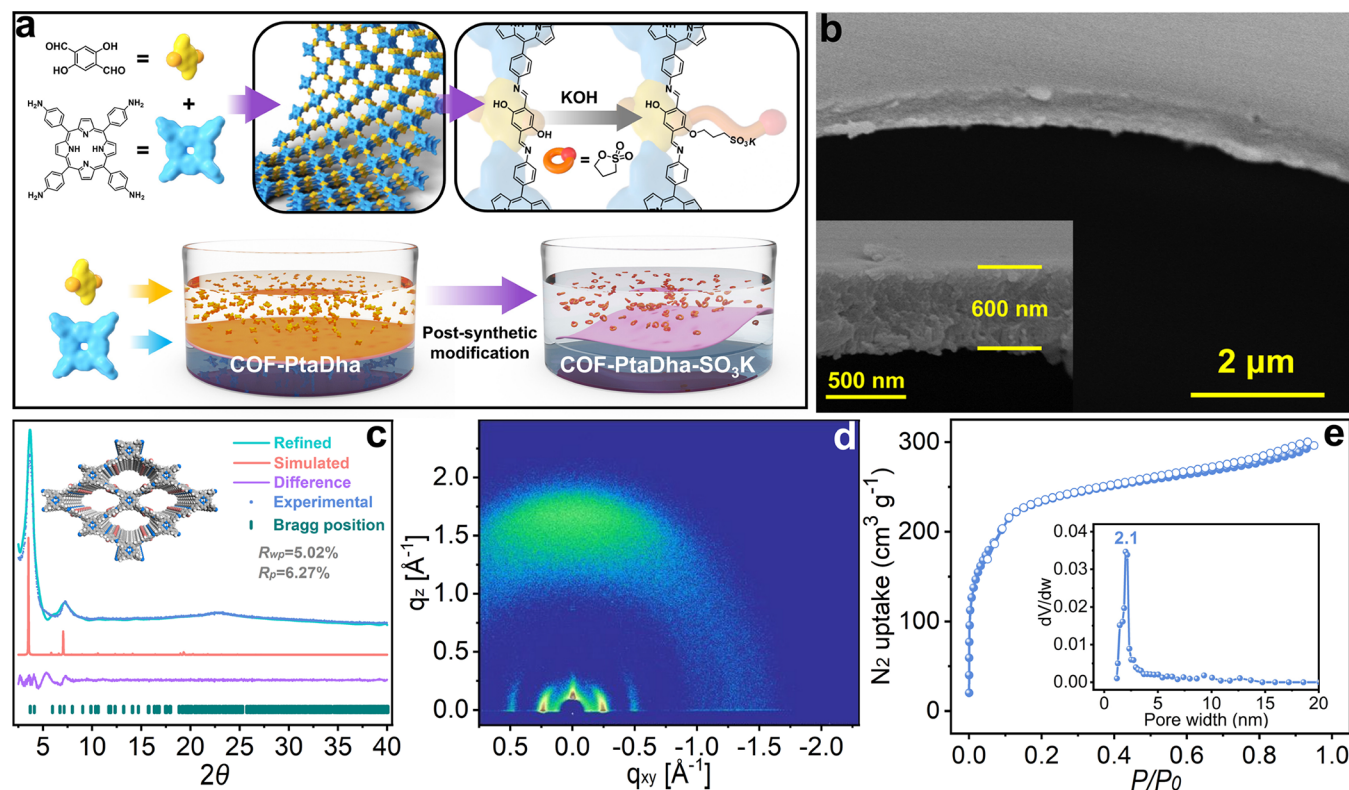 a
OHC
OH
HO
CHO
=
+
NH₂
NH₂
N
NH
HN
N
H₂N
NH₂
=
N
HO
OH
N
KOH
=
O
S
O
O
N
HO
O
SO₃K
N
COF-PtaDha
Post-synthetic
modification
COF-PtaDha-SO₃K
b
600 nm
500 nm
2 µm
c
Refined
Simulated
Difference
Experimental
Bragg position
Rwp=5.02%
Rp=6.27%
5 10 15 20 25 30 35 40
2θ
d
2.0
1.5
1.0
0.5
0.0
qz [Å⁻¹]
0.5 0.0 -0.5 -1.0 -1.5 -2.0
qxy [Å⁻¹]
e
300
200
100
0
N₂ uptake (cm³ g⁻¹)
0.0 0.2 0.4 0.6 0.8 1.0
P/P₀
2.1
0.04
0.03
0.02
0.01
0.00
dV/dw
0 5 10 15 20
Pore width (nm)